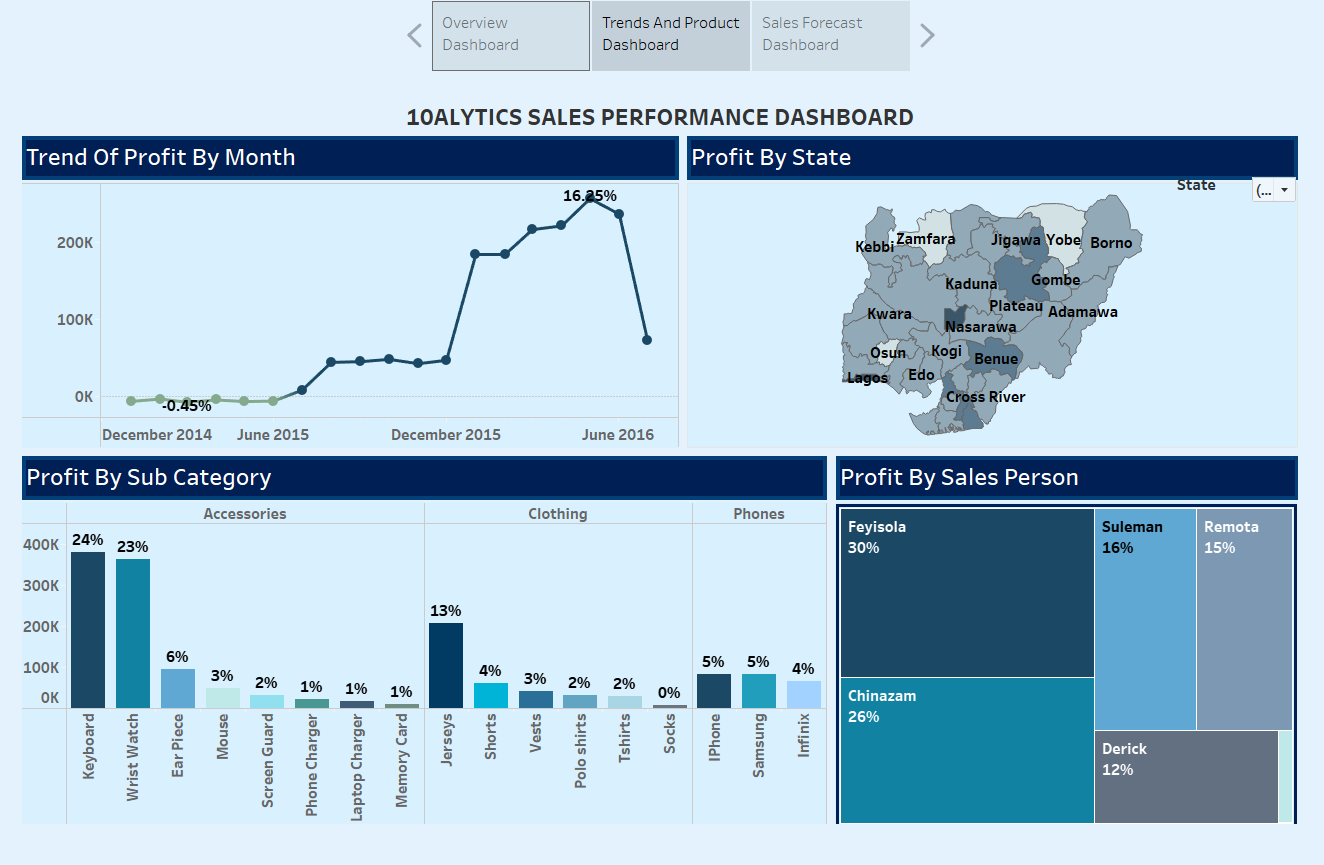 Overview
Dashboard
Trends And Product
Dashboard
Sales Forecast
Dashboard
10ALYTICS SALES PERFORMANCE DASHBOARD
Trend Of Profit By Month
200K
100K
0K
16.25%
-0.45%
December 2014
June 2015
December 2015
June 2016
Profit By State
State
(...
Kebbi
Zamfara
Jigawa
Yobe
Borno
Kaduna
Gombe
Plateau
Adamawa
Kwara
Nasarawa
Osun
Kogi
Benue
Lagos
Edo
Cross River
Profit By Sub Category
Accessories
Clothing
Phones
400K
300K
200K
100K
0K
24%
23%
6%
3%
2%
1%
1%
1%
13%
4%
3%
2%
2%
0%
5%
5%
4%
Keyboard
Wrist Watch
Ear Piece
Mouse
Screen Guard
Phone Charger
Laptop Charger
Memory Card
Jerseys
Shorts
Vests
Polo shirts
Tshirts
Socks
IPhone
Samsung
Infinix
Profit By Sales Person
Feyisola
30%
Chinazam
26%
Suleman
16%
Remota
15%
Derick
12%